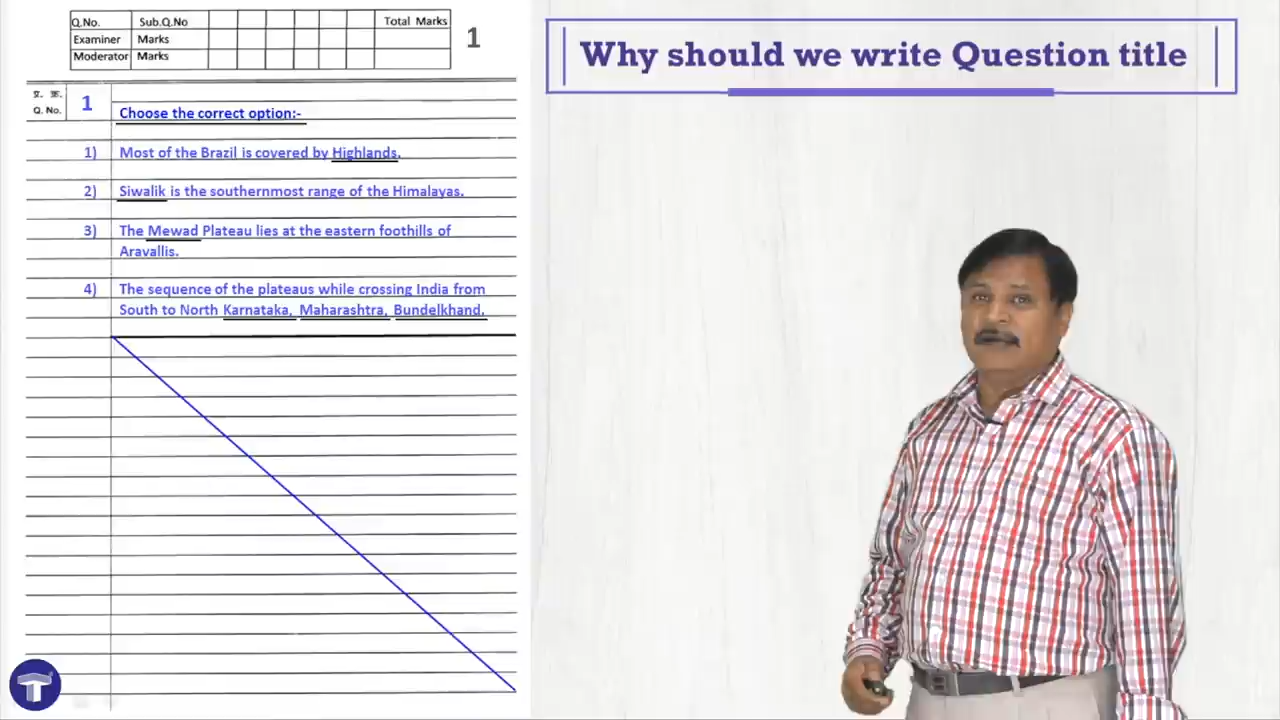 Q.No. Sub.Q.No Total Marks
Examiner Marks
Moderator Marks
1
Why should we write Question title
प्र. क्र.
Q. No.
1
Choose the correct option:-
1) Most of the Brazil is covered by Highlands.
2) Siwalik is the southernmost range of the Himalayas.
3) The Mewad Plateau lies at the eastern foothills of
Aravallis.
4) The sequence of the plateaus while crossing India from
South to North Karnataka, Maharashtra, Bundelkhand.